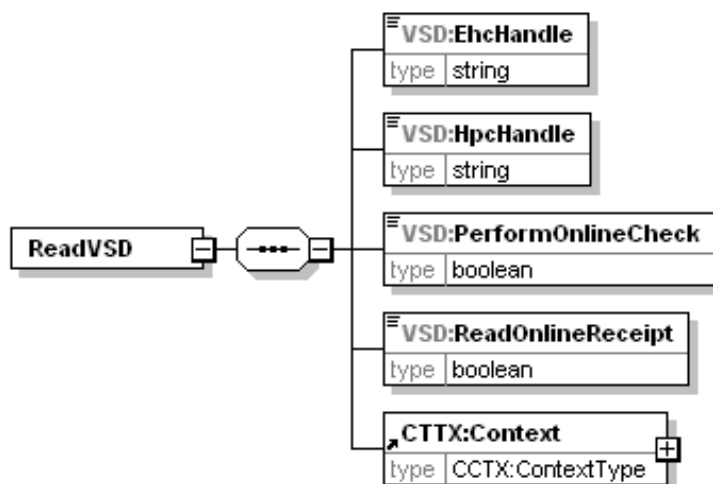 VSD:EhcHandle
type string
VSD:HpcHandle
type string
ReadVSD
VSD:PerformOnlineCheck
type boolean
VSD:ReadOnlineReceipt
type boolean
CTTX:Context
type CCTX:ContextType